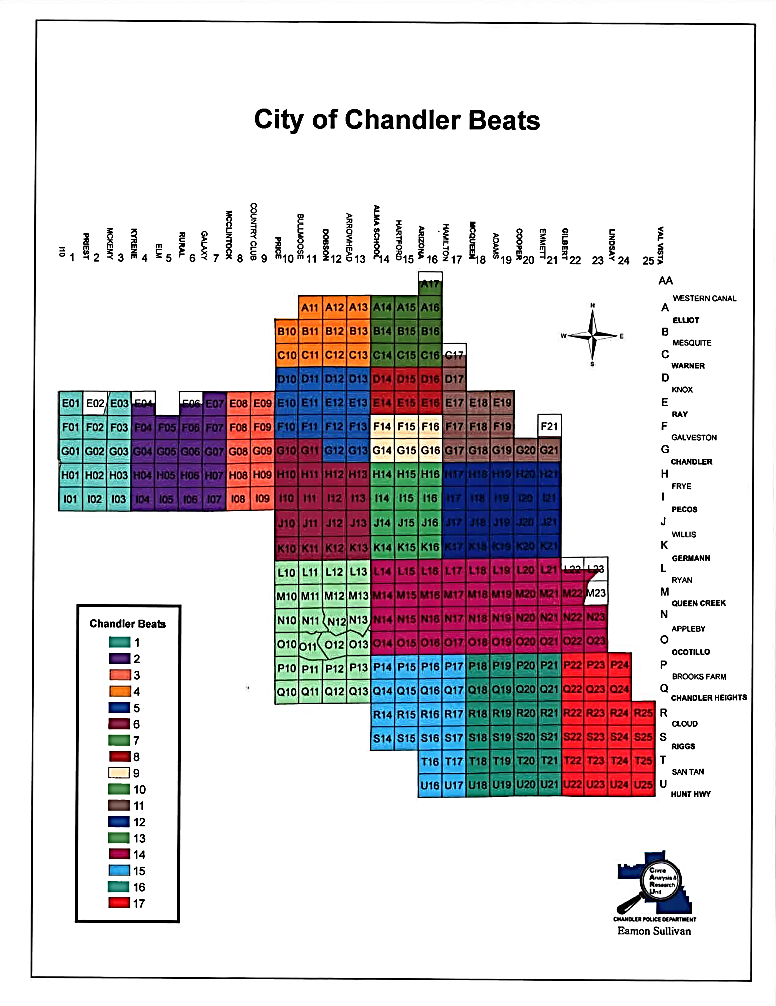 City of Chandler Beats
I10 PRIEST MCKEMY KYRENE ELM RURAL GALAXY MCCLINTOCK COUNTRY CLUB PRICE BULLMOOSE DOBSON ARROWHEAD ALMA SCHOOL HARTFORD ARIZONA HAMILTON MCQUEEN ADAMS COOPER EMMETT GILBERT LINDSAY VAL VISTA
1 2 3 4 5 6 7 8 9 10 11 12 13 14 15 16 17 18 19 20 21 22 23 24 25
AA
A17
WESTERN CANAL
A11 A12 A13 A14 A15 A16 A
ELLIOT
B10 B11 B12 B13 B14 B15 B16 B
MESQUITE
C10 C11 C12 C13 C14 C15 C16 C17 C
WARNER
D10 D11 D12 D13 D14 D15 D16 D17 D
KNOX
E01 E02 E03 E04 E06 E07 E08 E09 E10 E11 E12 E13 E14 E15 E16 E17 E18 E19 E
RAY
F01 F02 F03 F04 F05 F06 F07 F08 F09 F10 F11 F12 F13 F14 F15 F16 F17 F18 F19 F21 F
GALVESTON
G01 G02 G03 G04 G05 G06 G07 G08 G09 G10 G11 G12 G13 G14 G15 G16 G17 G18 G19 G20 G21 G
CHANDLER
H01 H02 H03 H04 H05 H06 H07 H08 H09 H10 H11 H12 H13 H14 H15 H16 H17 H18 H19 H20 H21 H
FRYE
I01 I02 I03 I04 I05 I06 I07 I08 I09 I10 I11 I12 I13 I14 I15 I16 I17 I18 I19 I20 I21 I
PECOS
J10 J11 J12 J13 J14 J15 J16 J17 J18 J19 J20 J21 J
WILLIS
K10 K11 K12 K13 K14 K15 K16 K17 K18 K19 K20 K21 K
GERMANN
L10 L11 L12 L13 L14 L15 L16 L17 L18 L19 L20 L21 L22 L23 L
RYAN
M10 M11 M12 M13 M14 M15 M16 M17 M18 M19 M20 M21 M22 M23 M
QUEEN CREEK
N10 N11 N12 N13 N14 N15 N16 N17 N18 N19 N20 N21 N22 N23 N
APPLEBY
O10 O11 O12 O13 O14 O15 O16 O17 O18 O19 O20 O21 O22 O23 O
OCOTILLO
P10 P11 P12 P13 P14 P15 P16 P17 P18 P19 P20 P21 P22 P23 P24 P
BROOKS FARM
Q10 Q11 Q12 Q13 Q14 Q15 Q16 Q17 Q18 Q19 Q20 Q21 Q22 Q23 Q24 Q
CHANDLER HEIGHTS
R14 R15 R16 R17 R18 R19 R20 R21 R22 R23 R24 R25 R
CLOUD
S14 S15 S16 S17 S18 S19 S20 S21 S22 S23 S24 S25 S
RIGGS
T16 T17 T18 T19 T20 T21 T22 T23 T24 T25 T
SAN TAN
U16 U17 U18 U19 U20 U21 U22 U23 U24 U25 U
HUNT HWY
N
W E
S
Chandler Beats
1
2
3
4
5
6
7
8
9
10
11
12
13
14
15
16
17
Crime
Analysis &
Research
Unit
CHANDLER POLICE DEPARTMENT
Eamon Sullivan